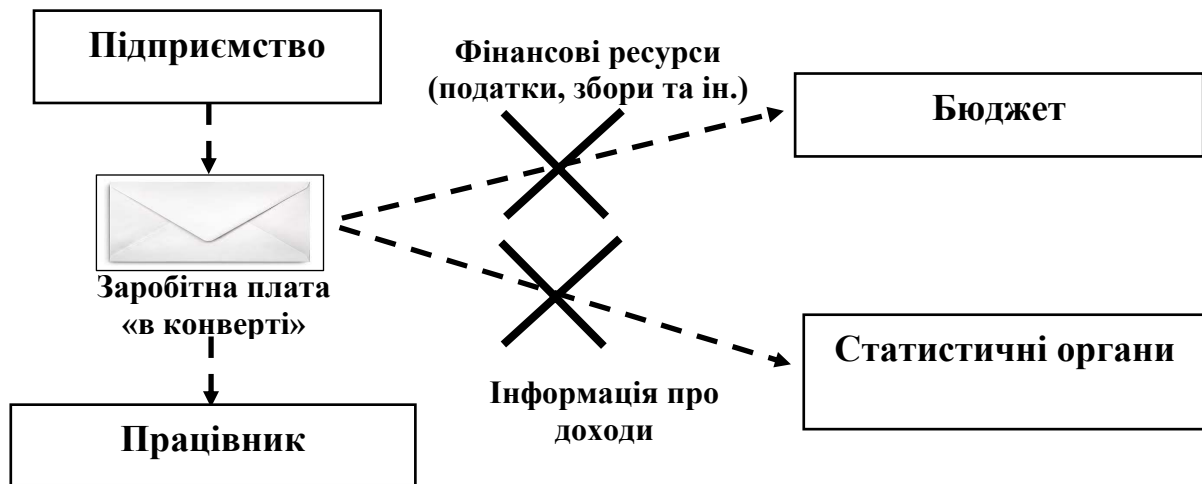 Підприємство
Фінансові ресурси
(податки, збори та ін.)
Бюджет
Заробітна плата
«в конверті»
Статистичні органи
Інформація про
доходи
Працівник